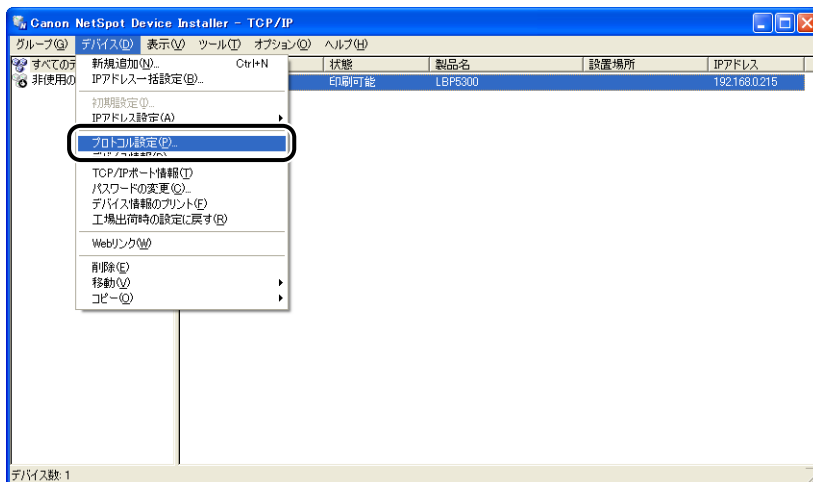 Canon NetSpot Device Installer - TCP/IP
グループ(G) デバイス(D) 表示(V) ツール(T) オプション(O) ヘルプ(H)
すべてのデ
非使用の
状態 製品名 設置場所 IPアドレス
印刷可能 LBP5300 192.168.0.215
新規追加(N)... Ctrl+N
IPアドレス一括設定(B)...
初期設定(I)...
IPアドレス設定(A)
プロトコル設定(P)...
デバイス情報(D)
TCP/IPポート情報(T)
パスワードの変更(C)...
デバイス情報のプリント(F)
工場出荷時の設定に戻す(R)
Webリンク(W)
削除(E)
移動(V)
コピー(O)
デバイス数: 1